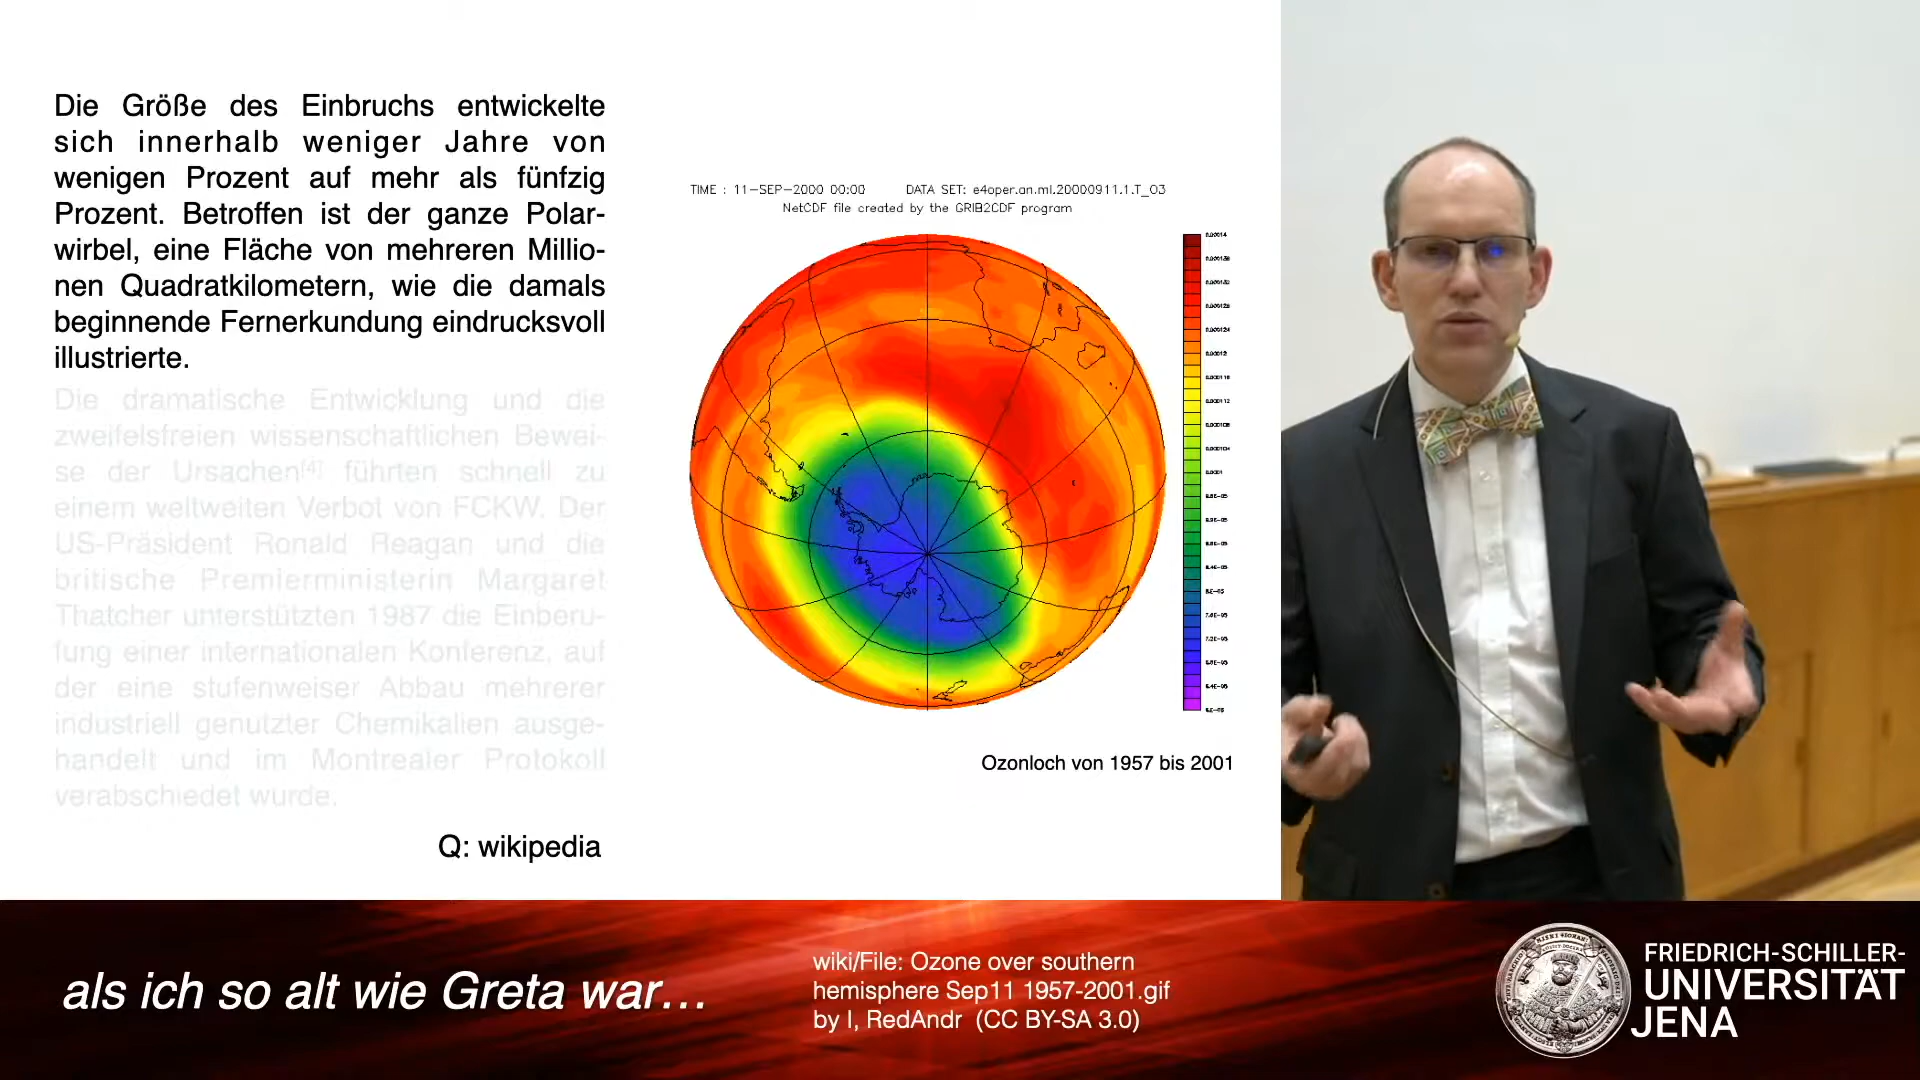 Die Größe des Einbruchs entwickelte
sich innerhalb weniger Jahre von
wenigen Prozent auf mehr als fünfzig
Prozent. Betroffen ist der ganze Polar-
wirbel, eine Fläche von mehreren Millio-
nen Quadratkilometern, wie die damals
beginnende Fernerkundung eindrucksvoll
illustrierte.
Die dramatische Entwicklung und die
zweifelsfreien wissenschaftlichen Bewei-
se der Ursachen[4] führten schnell zu
einem weltweiten Verbot von FCKW. Der
US-Präsident Ronald Reagan und die
britische Premierministerin Margaret
Thatcher unterstützten 1987 die Einberu-
fung einer internationalen Konferenz, auf
der eine stufenweiser Abbau mehrerer
industriell genutzter Chemikalien ausge-
handelt und im Montrealer Protokoll
verabschiedet wurde.
Q: wikipedia
TIME : 11-SEP-2000 00:00 DATA SET: e4oper.an.ml.20000911.1.T_O3
NetCDF file created by the GRIB2CDF program
Ozonloch von 1957 bis 2001
als ich so alt wie Greta war...
wiki/File: Ozone over southern
hemisphere Sep11 1957-2001.gif
by I, RedAndr (CC BY-SA 3.0)
FRIEDRICH-SCHILLER-
UNIVERSITÄT
JENA